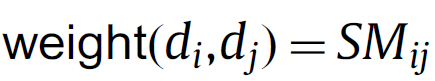 weight(d_i,d_j) = SM_ij